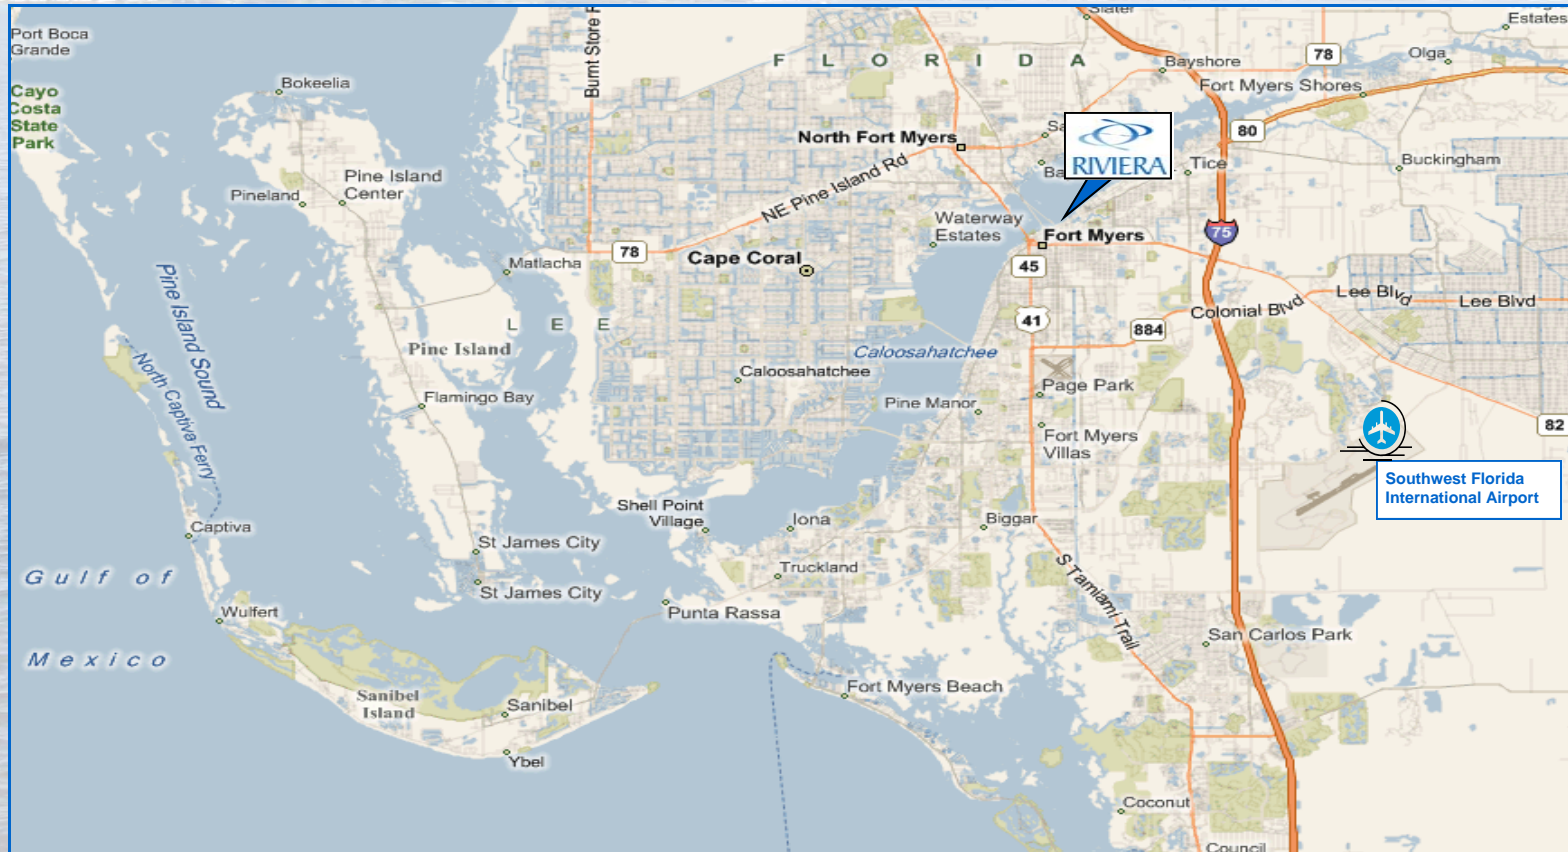 Port Boca
Grande
Cayo
Costa
State
Park
Bokeelia
Burnt Store
FLORIDA
Slater
Estates
78
Olga
Bayshore
Fort Myers Shores
North Fort Myers
RIVIERA
80
Tice
Buckingham
Pine Island
Center
Pineland
NE Pine Island Rd
Waterway
Estates
Fort Myers
75
78
Cape Coral
45
Matlacha
Pine Island Sound
LEE
Pine Island
41
884
Colonial Blvd
Lee Blvd
Lee Blvd
Caloosahatchee
Caloosahatchee
North Captiva Ferry
Flamingo Bay
Page Park
Pine Manor
Fort Myers
Villas
82
Southwest Florida
International Airport
Captiva
Shell Point
Village
Iona
Biggar
St James City
St James City
Truckland
S Tamiami Trail
Gulf of
Mexico
Wulfert
Punta Rassa
San Carlos Park
Sanibel
Island
Sanibel
Fort Myers Beach
Ybel
Coconut
Council